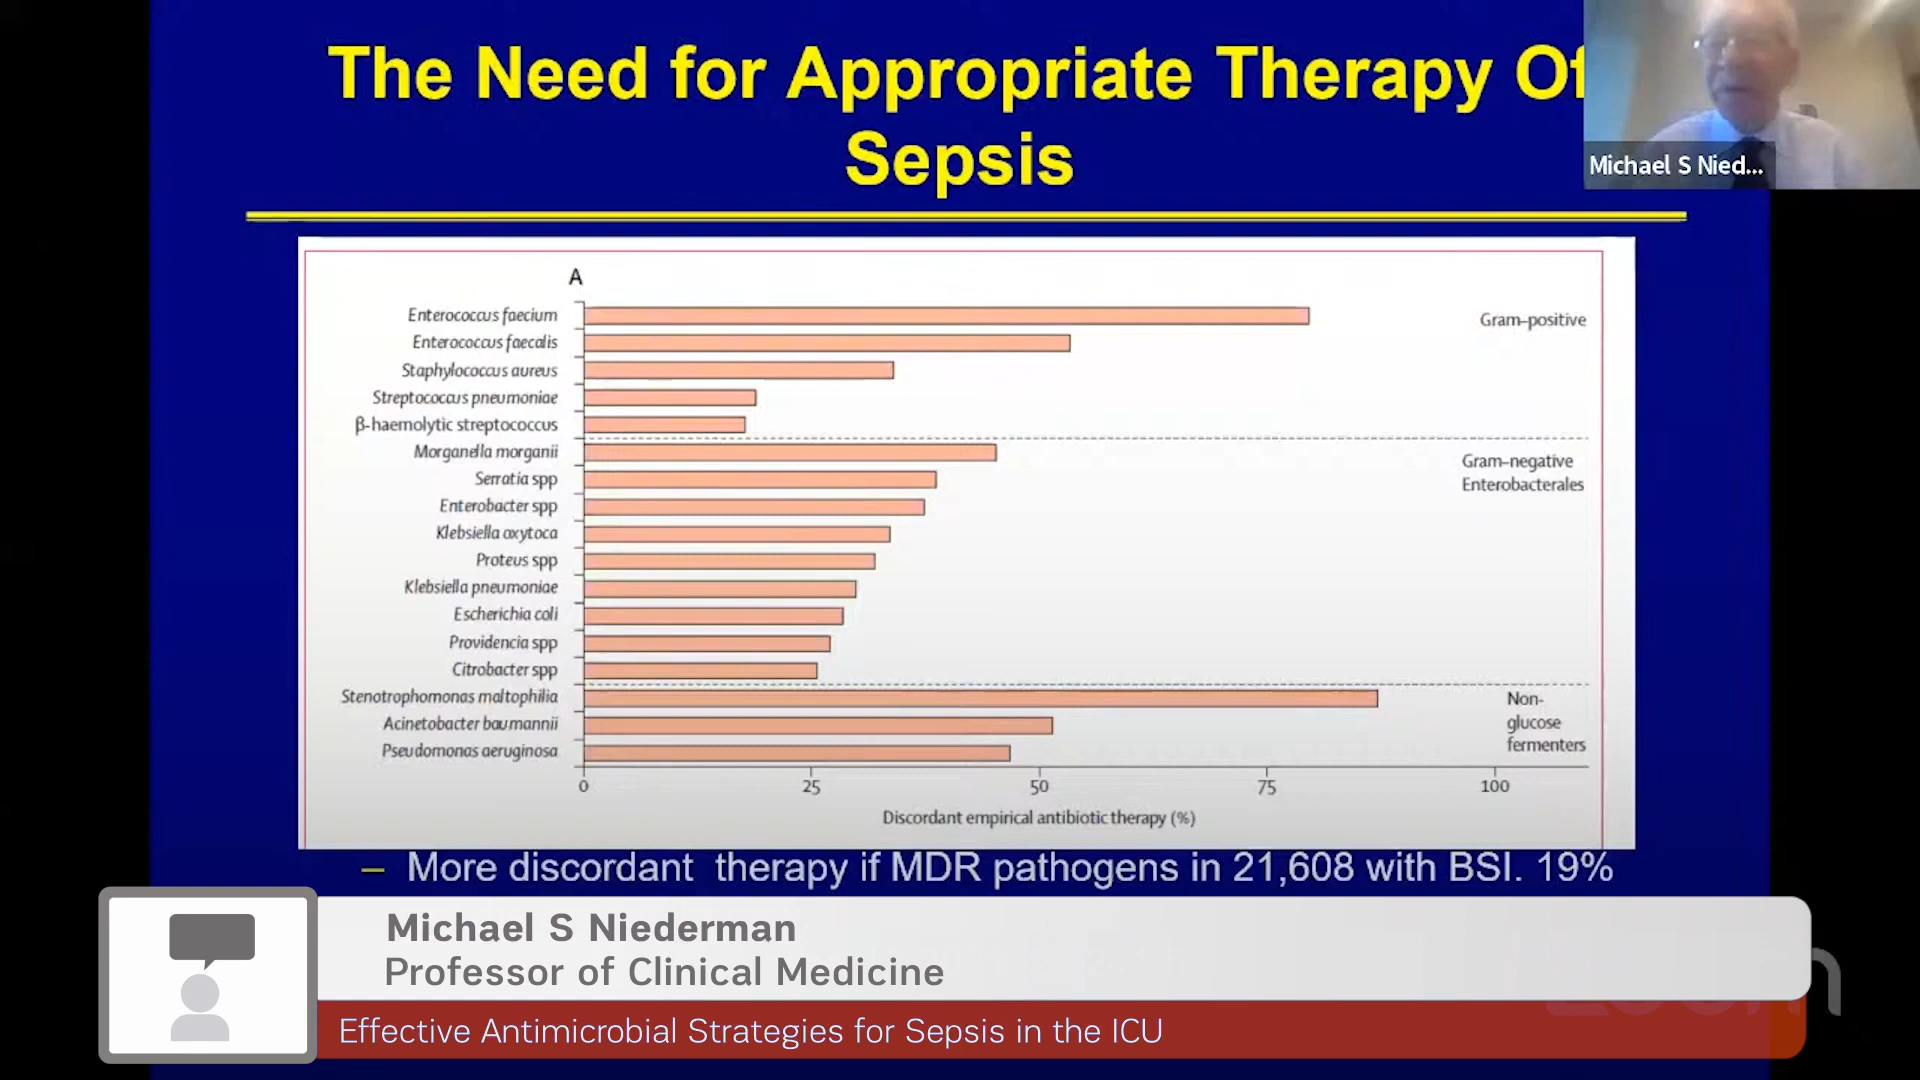 The Need for Appropriate Therapy Of
Sepsis
Michael S Nied...
A
Enterococcus faecium
Enterococcus faecalis
Staphylococcus aureus
Streptococcus pneumoniae
β-haemolytic streptococcus
Gram-positive
Morganella morganii
Serratia spp
Enterobacter spp
Klebsiella oxytoca
Proteus spp
Klebsiella pneumoniae
Escherichia coli
Providencia spp
Citrobacter spp
Gram-negative
Enterobacterales
Stenotrophomonas maltophilia
Acinetobacter baumannii
Pseudomonas aeruginosa
Non-
glucose
fermenters
0 25 50 75 100
Discordant empirical antibiotic therapy (%)
– More discordant therapy if MDR pathogens in 21,608 with BSI. 19%
Michael S Niederman
Professor of Clinical Medicine
Effective Antimicrobial Strategies for Sepsis in the ICU